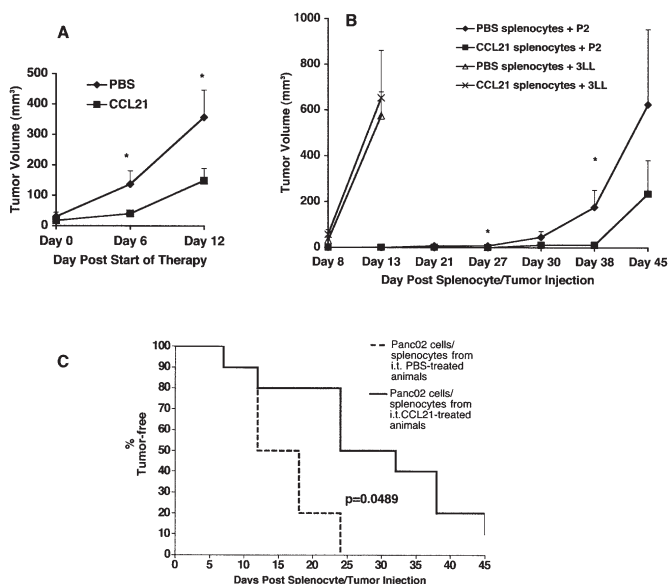 A
PBS
CCL21
Tumor Volume (mm³)
500
400
300
200
100
0
*
*
Day 0 Day 6 Day 12
Day Post Start of Therapy
B
PBS splenocytes + P2
CCL21 splenocytes + P2
PBS splenocytes + 3LL
CCL21 splenocytes + 3LL
Tumor Volume (mm³)
1000
800
600
400
200
0
*
*
Day 8 Day 13 Day 21 Day 27 Day 30 Day 38 Day 45
Day Post Splenocyte/Tumor Injection
C
Panc02 cells/
splenocytes from
i.t. PBS-treated
animals
Panc02 cells/
splenocytes from
i.t.CCL21-treated
animals
%
Tumor-free
100
90
80
70
60
50
40
30
20
10
0
p=0.0489
0 5 10 15 20 25 30 35 40 45
Days Post Splenocyte/Tumor Injection